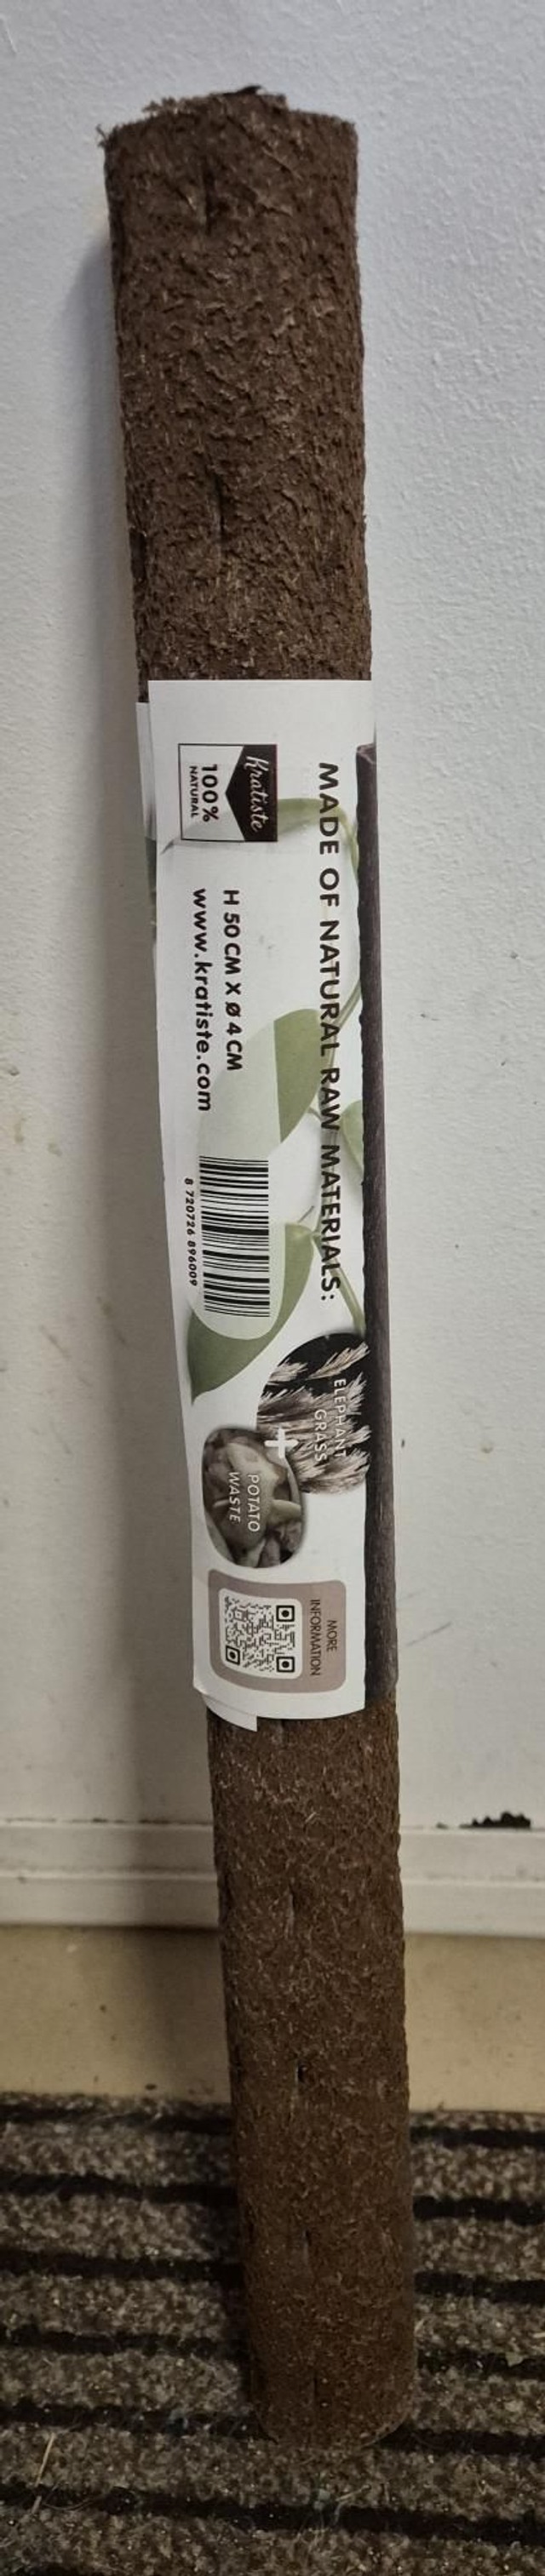 MADE OF NATURAL RAW MATERIALS:
Kratiste
100%
NATURAL
H 50 CM X Ø 4 CM
www.kratiste.com
8 720726 896009
ELEPHANT
GRASS
+
POTATO
WASTE
MORE
INFORMATION